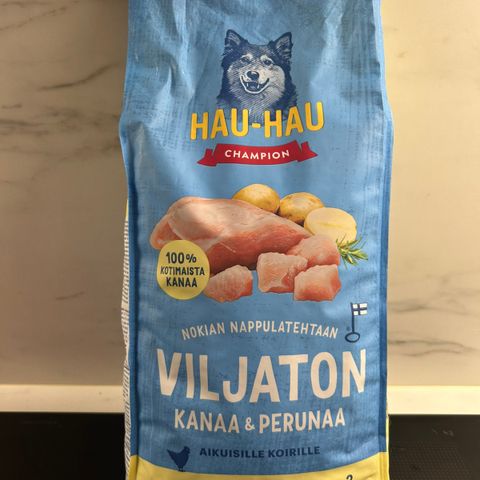 HAU-HAU
CHAMPION
100%
KOTIMAISTA
KANAA
NOKIAN NAPPULATEHTAAN
VILJATON
KANAA & PERUNAA
AIKUISILLE KOIRILLE